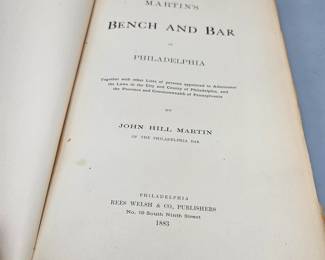 MARTIN'S
BENCH AND BAR
OF
PHILADELPHIA
Together with other Lists of persons appointed to Administer
the Laws in the City and County of Philadelphia, and
the Province and Commonwealth of Pennsylvania
BY
JOHN HILL MARTIN
OF THE PHILADELPHIA BAR
PHILADELPHIA
REES WELSH & CO., PUBLISHERS
No. 19 South Ninth Street
1883